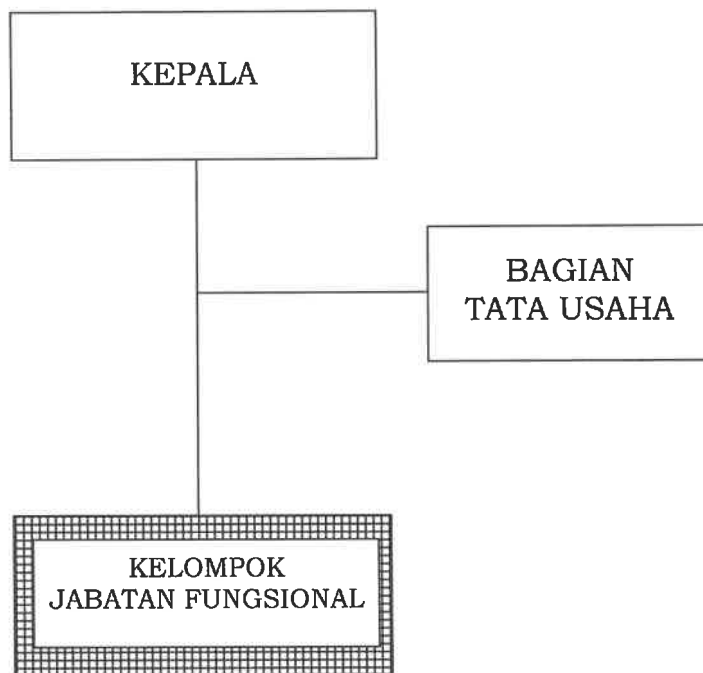 KEPALA
BAGIAN
TATA USAHA
KELOMPOK
JABATAN FUNGSIONAL